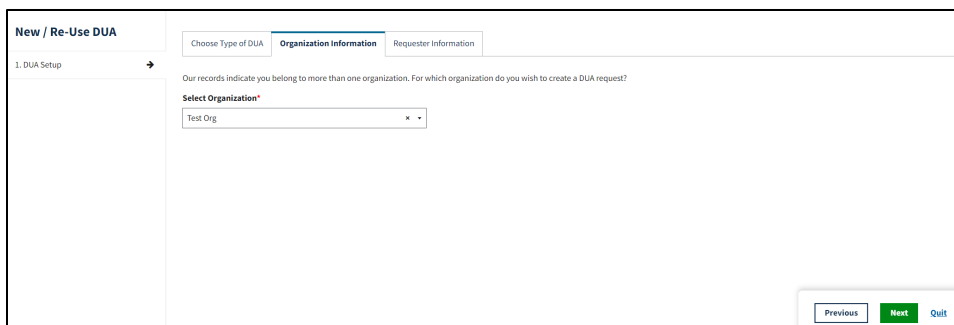 New / Re-Use DUA
1. DUA Setup
Choose Type of DUA
Organization Information
Requester Information
Our records indicate you belong to more than one organization. For which organization do you wish to create a DUA request?
Select Organization*
Test Org
Previous
Next
Quit